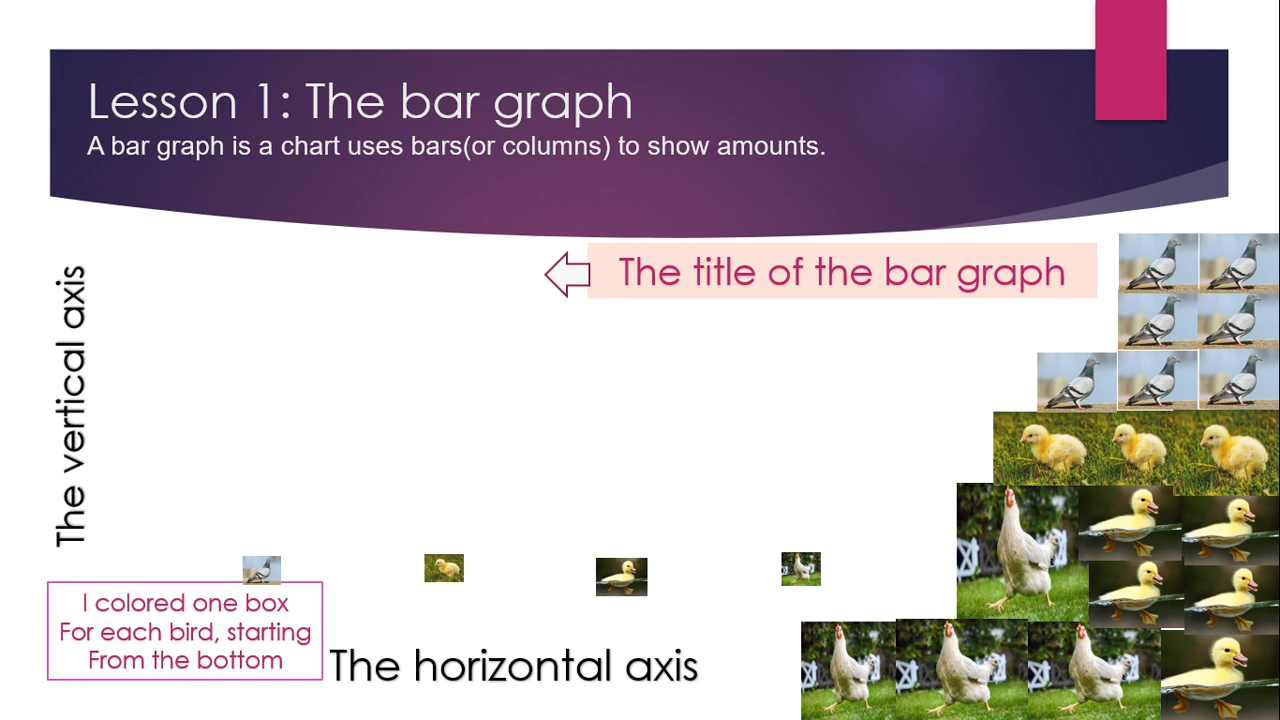 Lesson 1: The bar graph
A bar graph is a chart uses bars(or columns) to show amounts.
The title of the bar graph
The vertical axis
I colored one box
For each bird, starting
From the bottom
The horizontal axis